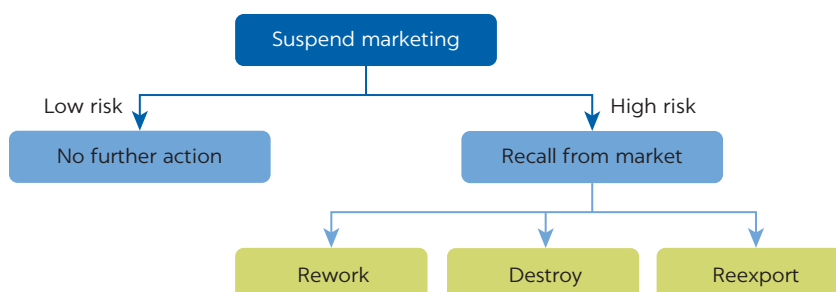 Suspend marketing
Low risk
High risk
No further action
Recall from market
Rework
Destroy
Reexport